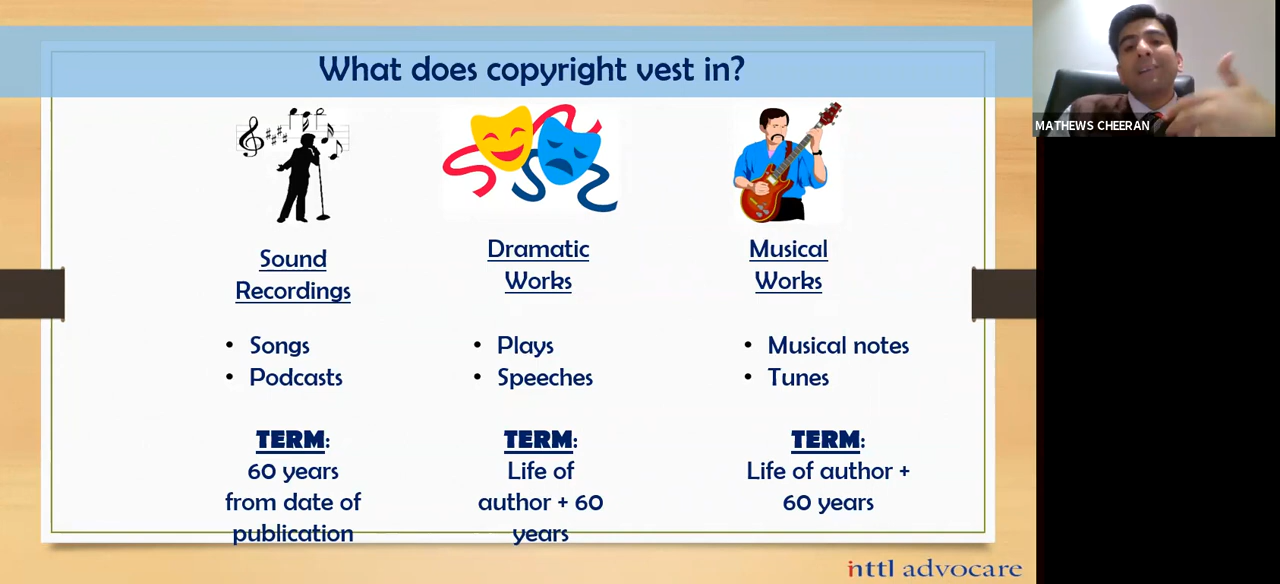 What does copyright vest in?
MATHEWS CHEERAN
Sound
Recordings
• Songs
• Podcasts
TERM:
60 years
from date of
publication
Dramatic
Works
• Plays
• Speeches
TERM:
Life of
author + 60
years
Musical
Works
• Musical notes
• Tunes
TERM:
Life of author +
60 years
inttl advocare